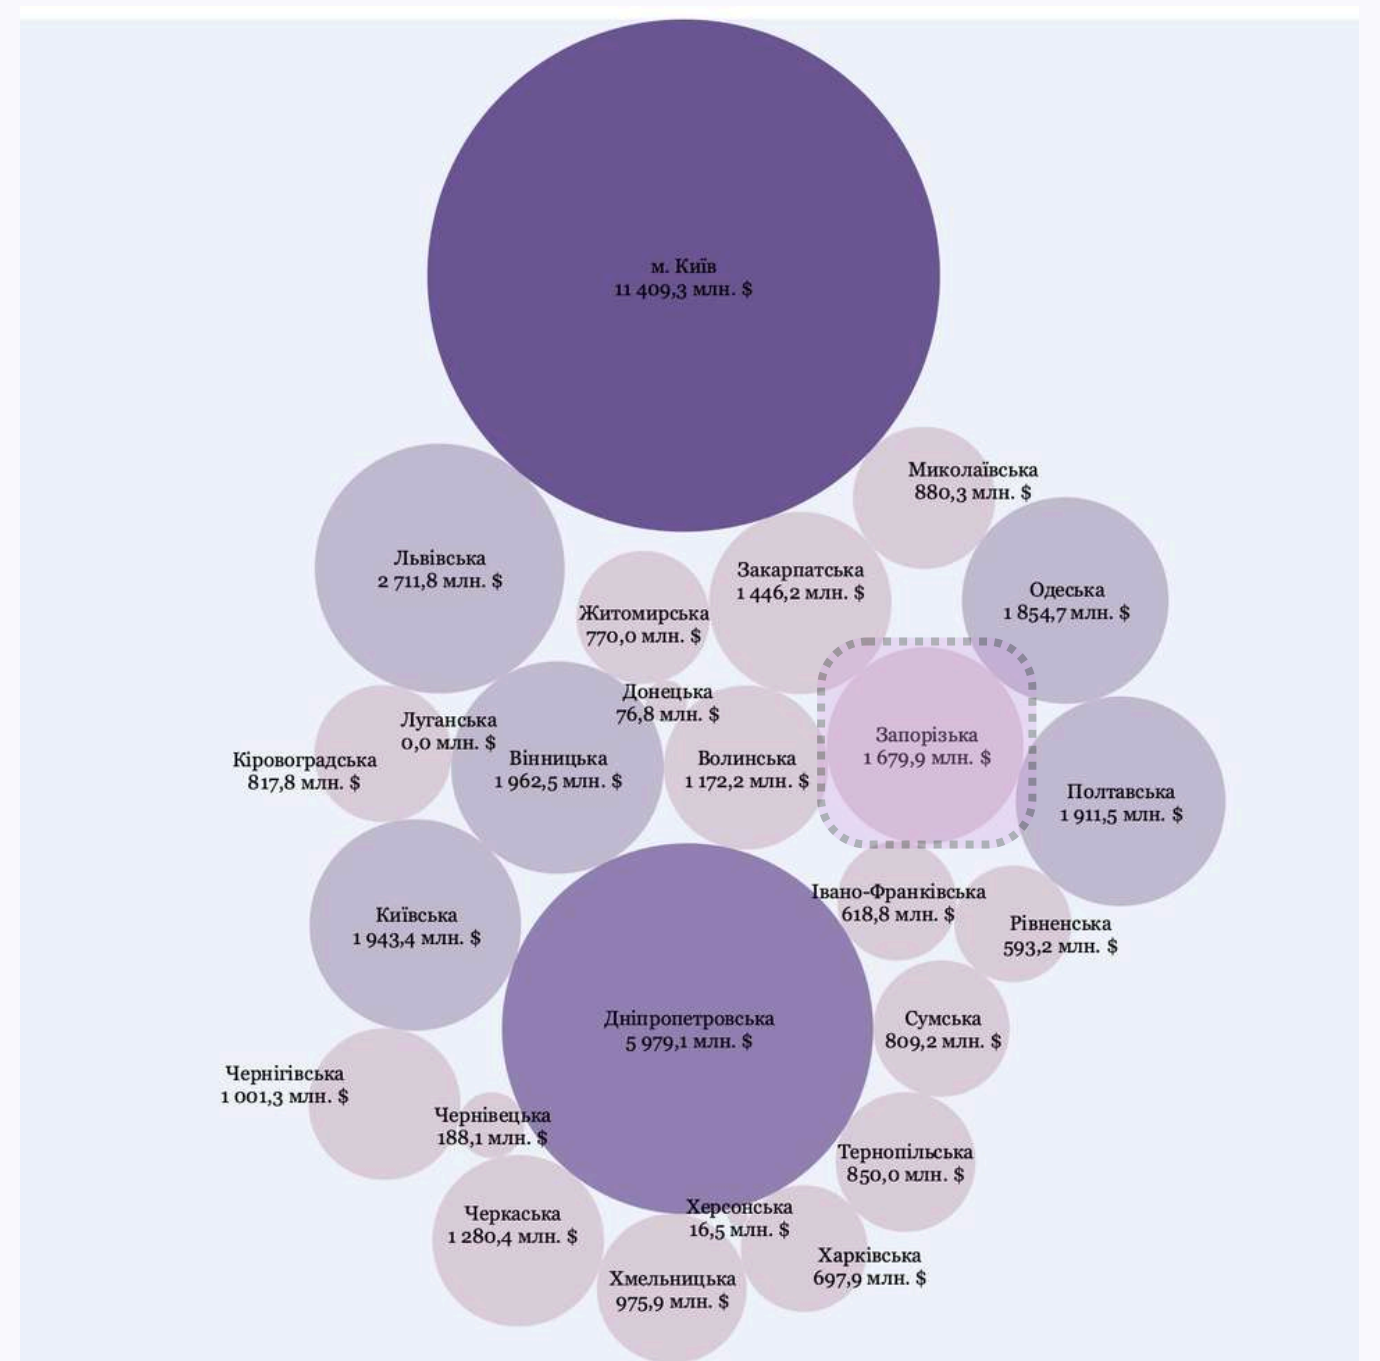 м. Київ
11 409,3 млн. $
Миколаївська
880,3 млн. $
Львівська
2 711,8 млн. $
Закарпатська
1 446,2 млн. $
Одеська
1 854,7 млн. $
Житомирська
770,0 млн. $
Донецька
76,8 млн. $
Луганська
0,0 млн. $
Кіровоградська
817,8 млн. $
Вінницька
1 962,5 млн. $
Волинська
1 172,2 млн. $
Запорізька
1 679,9 млн. $
Полтавська
1 911,5 млн. $
Івано-Франківська
618,8 млн. $
Рівненська
593,2 млн. $
Київська
1 943,4 млн. $
Дніпропетровська
5 979,1 млн. $
Сумська
809,2 млн. $
Чернігівська
1 001,3 млн. $
Чернівецька
188,1 млн. $
Тернопільська
850,0 млн. $
Черкаська
1 280,4 млн. $
Херсонська
16,5 млн. $
Харківська
697,9 млн. $
Хмельницька
975,9 млн. $